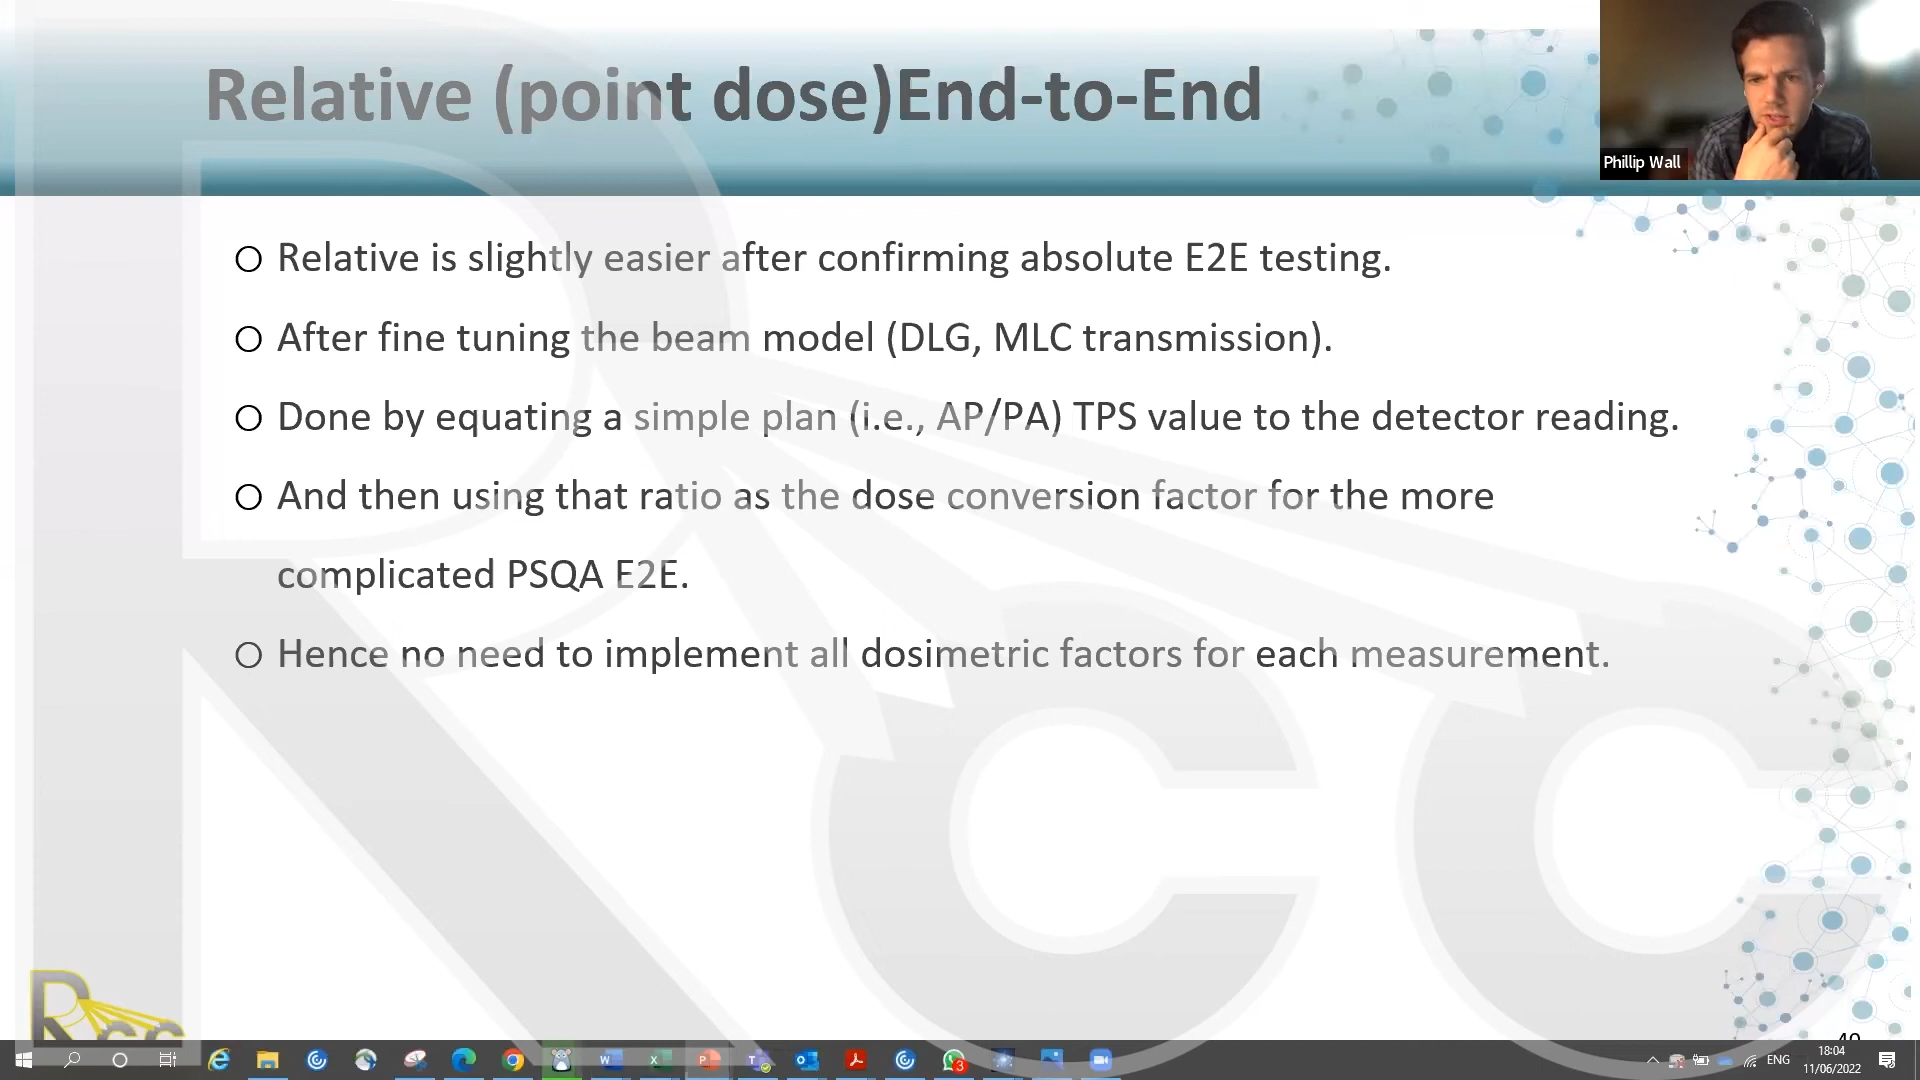 Relative (point dose)End-to-End
Phillip Wall
Relative is slightly easier after confirming absolute E2E testing.
After fine tuning the beam model (DLG, MLC transmission).
Done by equating a simple plan (i.e., AP/PA) TPS value to the detector reading.
And then using that ratio as the dose conversion factor for the more
complicated PSQA E2E.
Hence no need to implement all dosimetric factors for each measurement.
RCC
3
ENG
18:04
11/06/2022